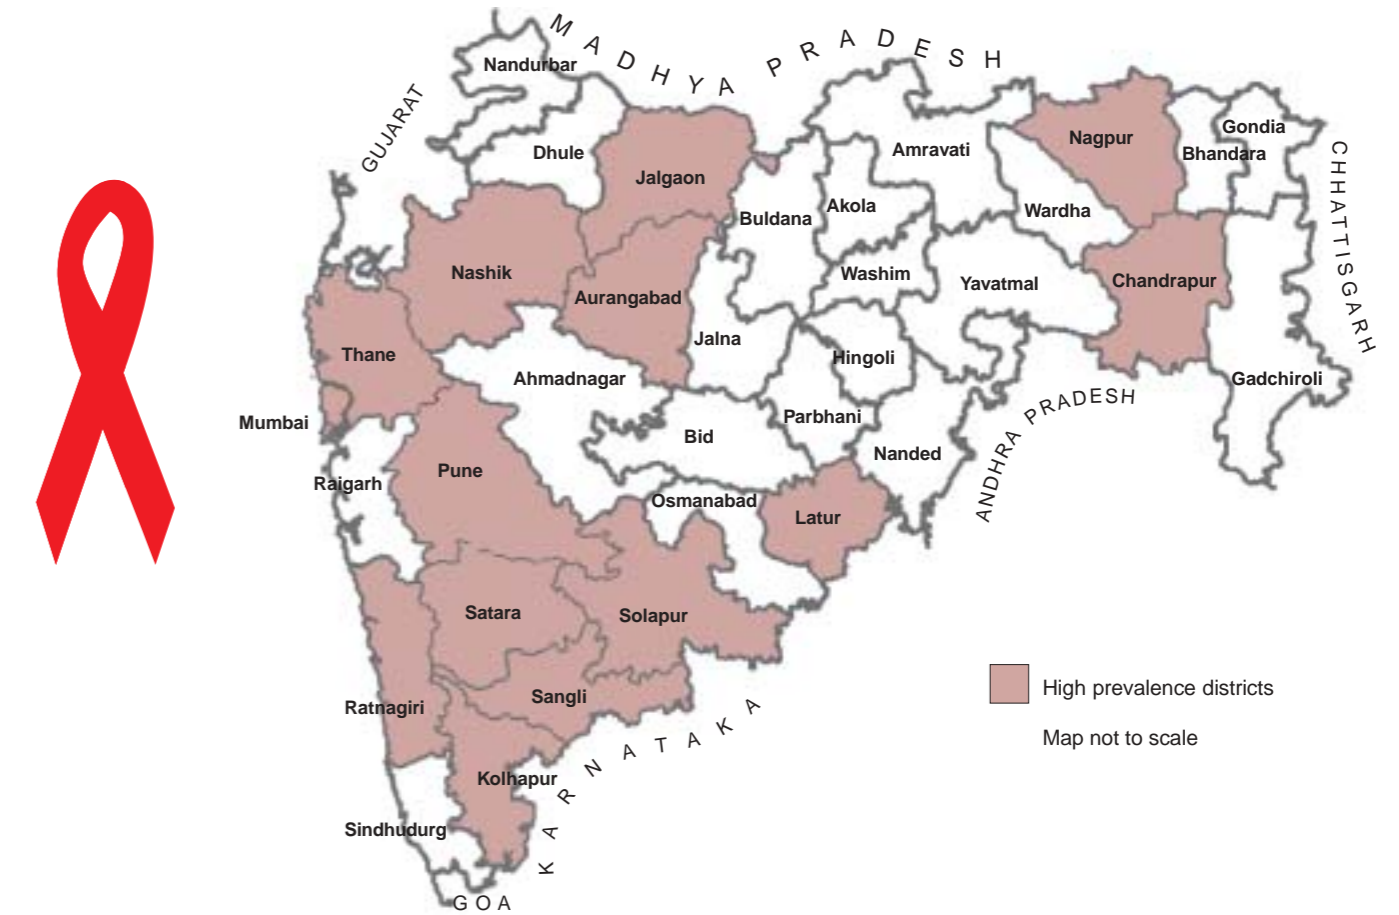 MADHYA PRADESH
Nandurbar
GUJARAT
Dhule
Jalgaon
Buldana
Akola
Amravati
Nagpur
Gondia
Bhandara
CHHATTISGARH
Wardha
Nashik
Aurangabad
Washim
Yavatmal
Chandrapur
Thane
Jalna
Hingoli
Ahmadnagar
Gadchiroli
Mumbai
Parbhani
ANDHRA PRADESH
Bid
Nanded
Raigarh
Pune
Osmanabad
Latur
Satara
Solapur
High prevalence districts
Ratnagiri
Sangli
Map not to scale
KARNATAKA
Kolhapur
Sindhudurg
GOA